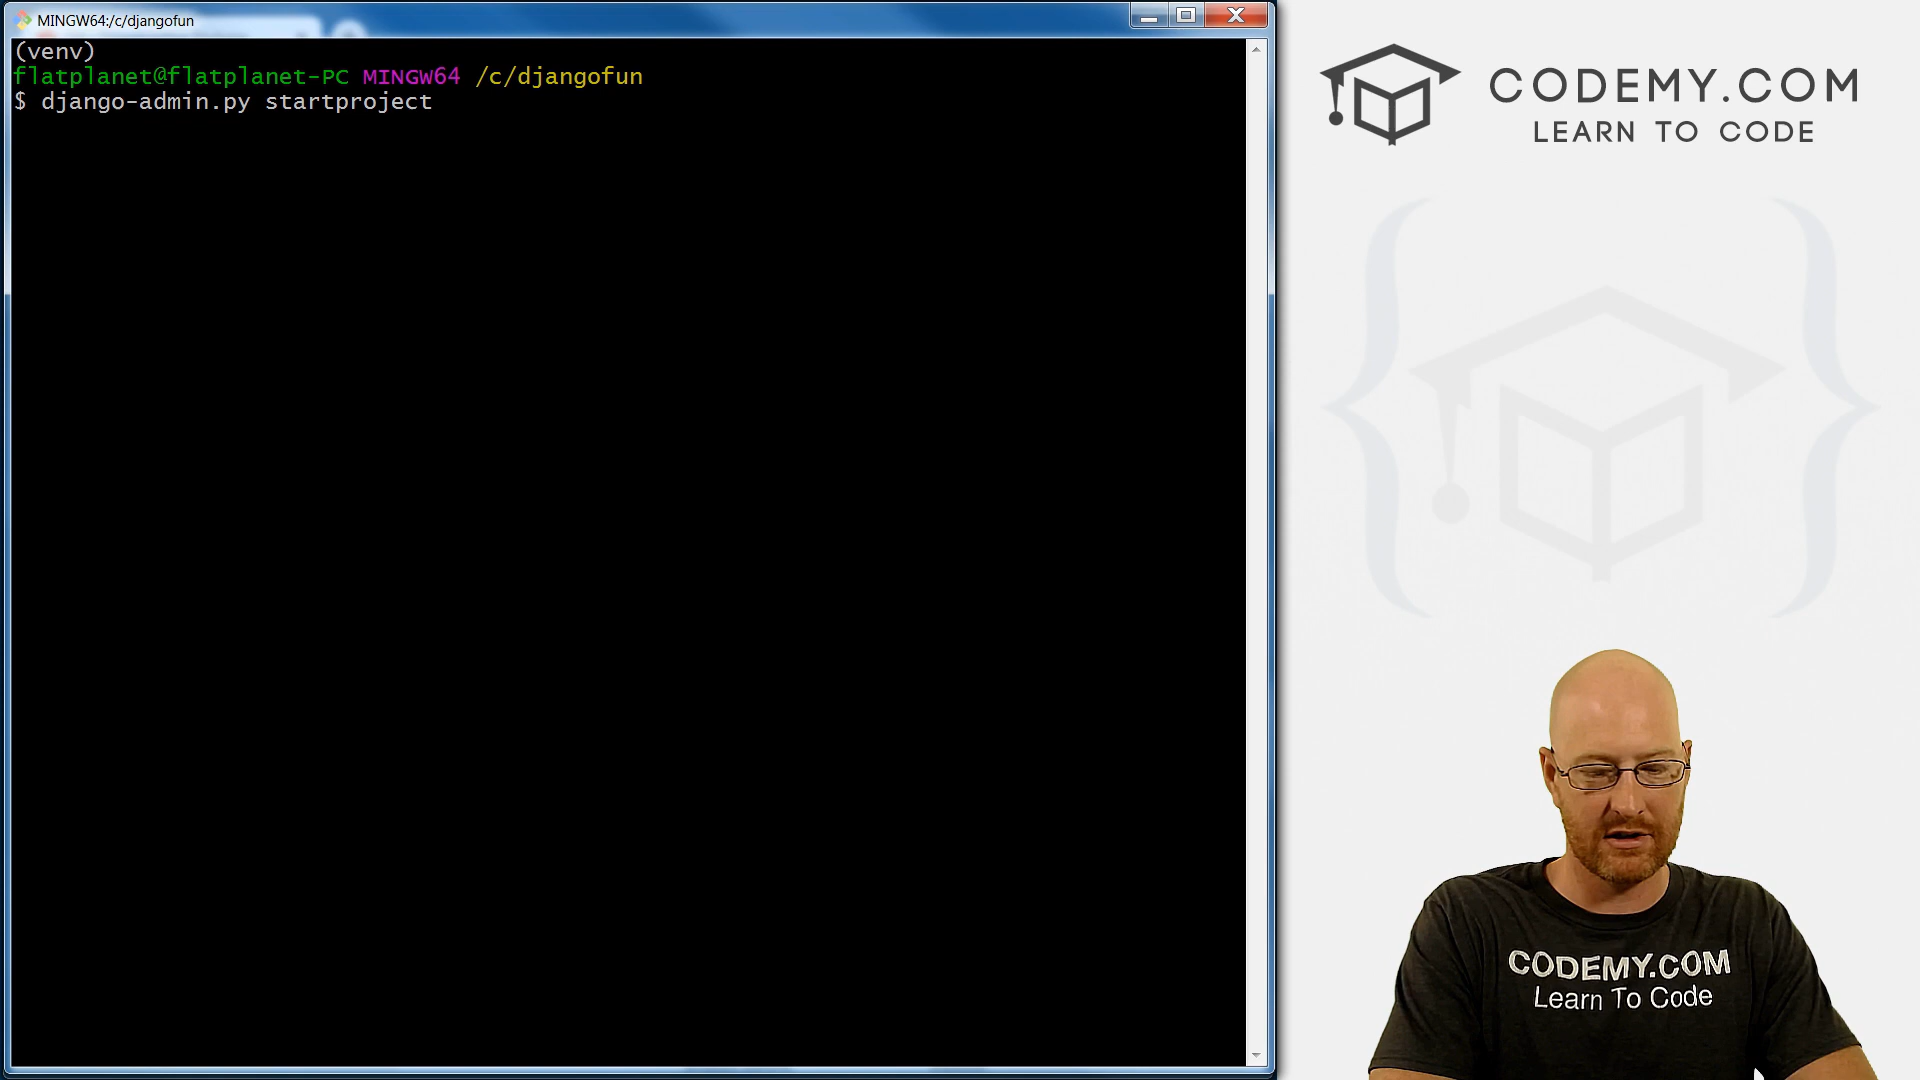 MINGW64:/c/djangofun
(venv)
flatplanet@flatplanet-PC MINGW64 /c/djangofun
$ django-admin.py startproject
CODEMY.COM
LEARN TO CODE
CODEMY.COM
Learn To Code